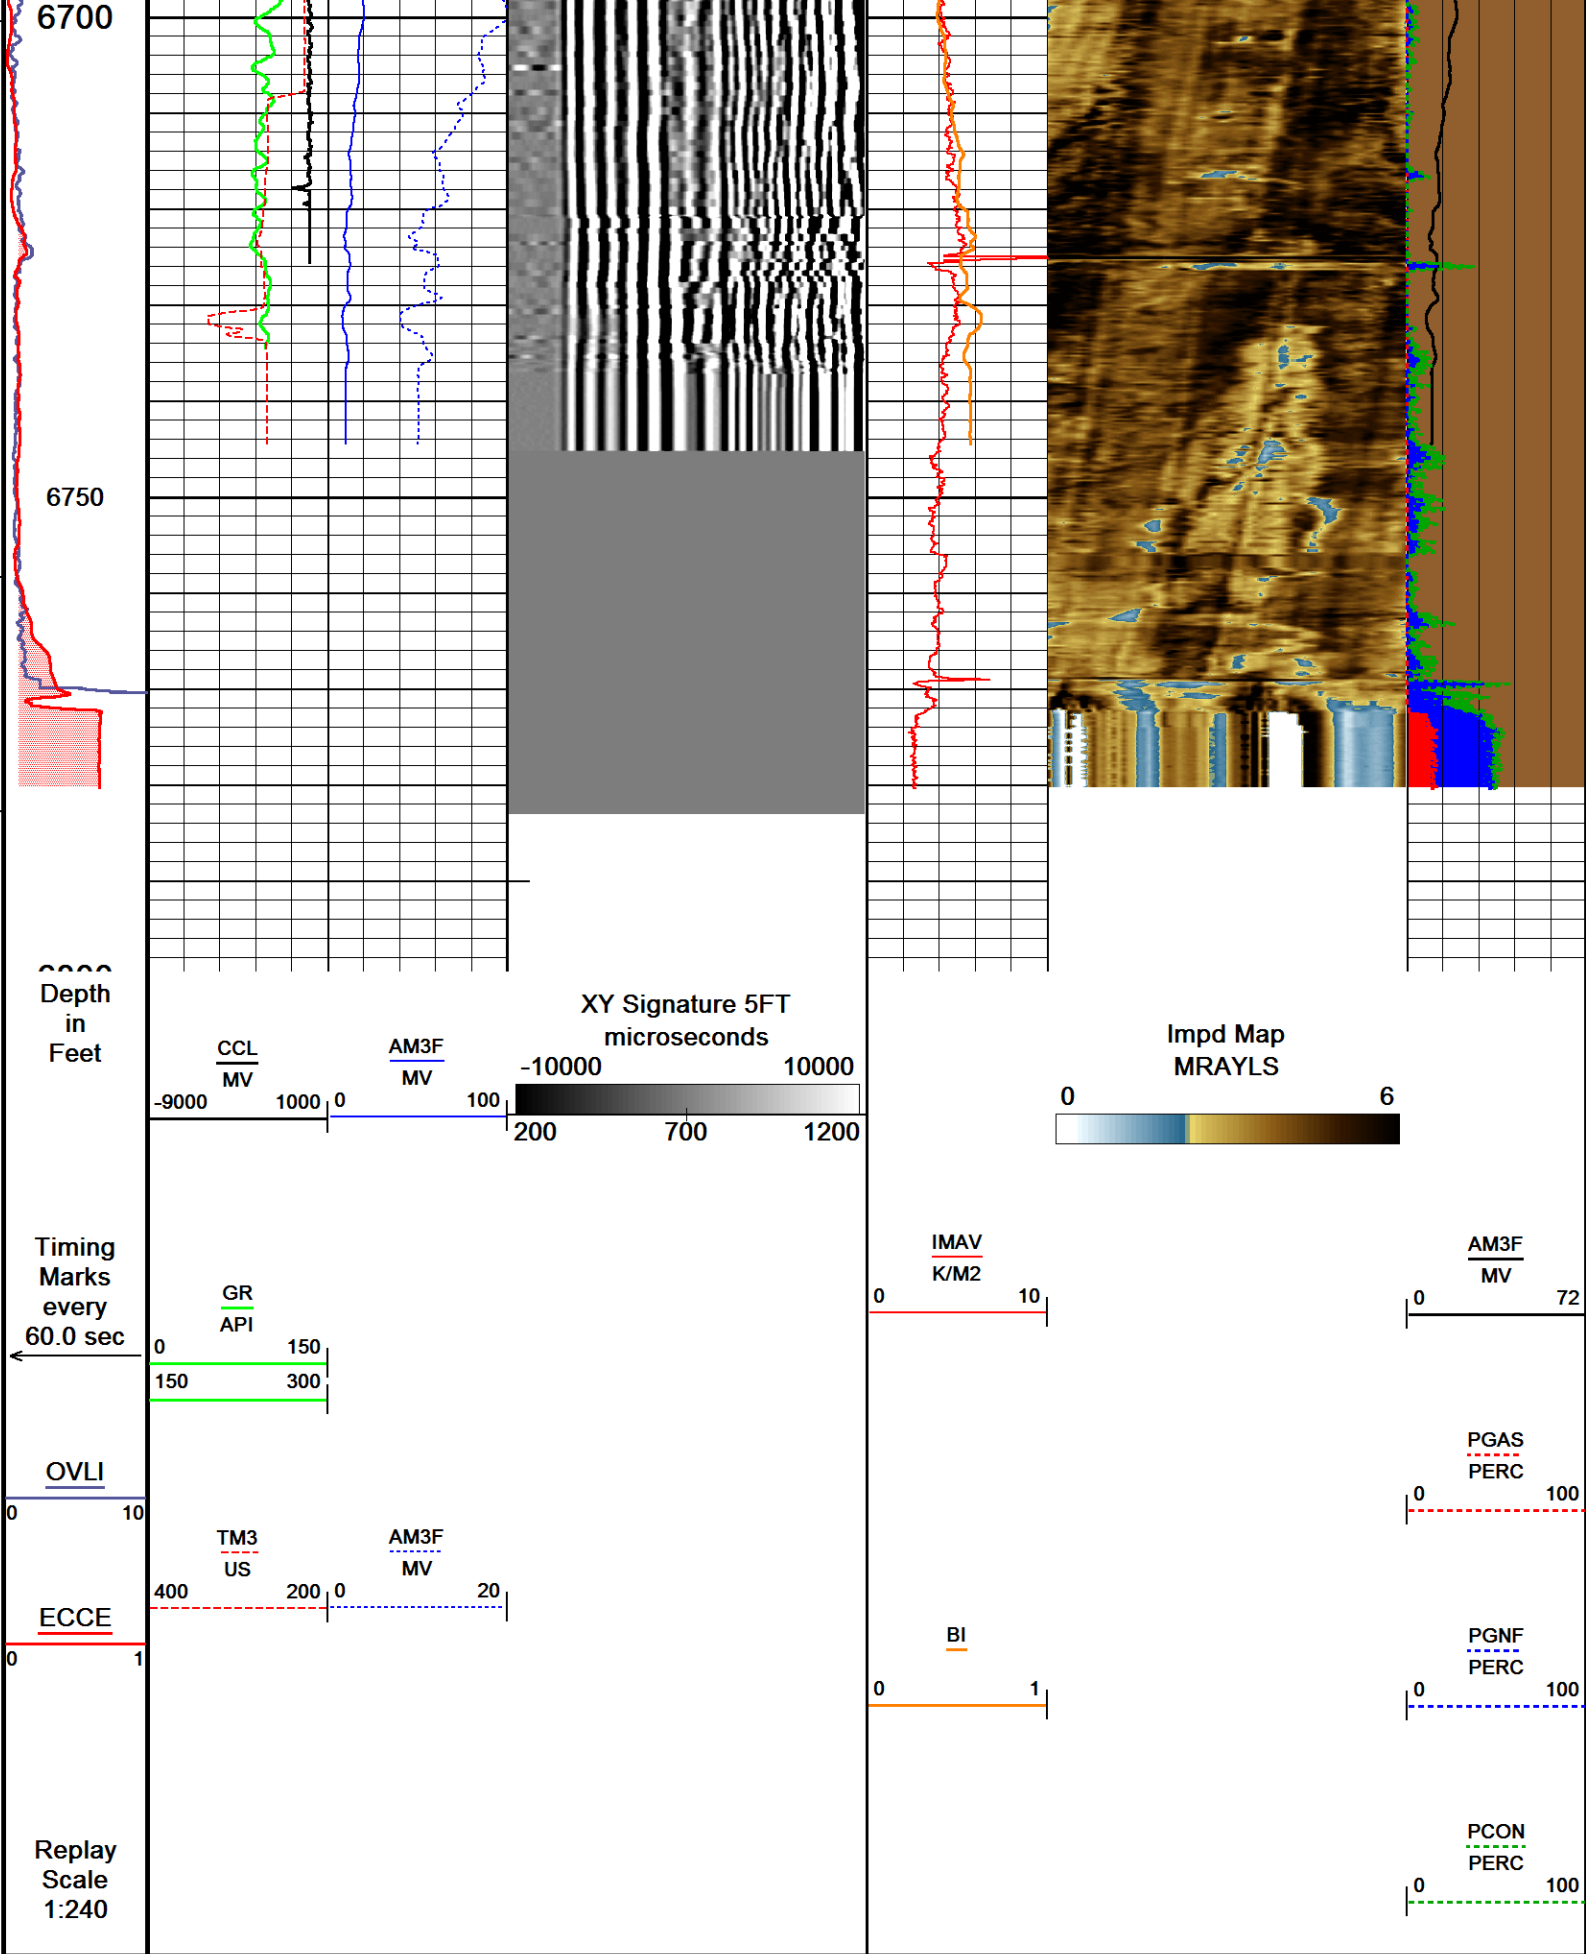 6700
6750
Depth
in
Feet
Timing
Marks
every
60.0 sec
OVLI
0 10
ECCE
0 1
Replay
Scale
1:240
CCL
MV
-9000 1000
GR
API
0 150
150 300
TM3
US
400 200
AM3F
MV
0 100
AM3F
MV
0 20
XY Signature 5FT
microseconds
-10000 10000
200 700 1200
IMAV
K/M2
0 10
BI
0 1
Impd Map
MRAYLS
0 6
AM3F
MV
0 72
PGAS
PERC
0 100
PGNF
PERC
0 100
PCON
PERC
0 100